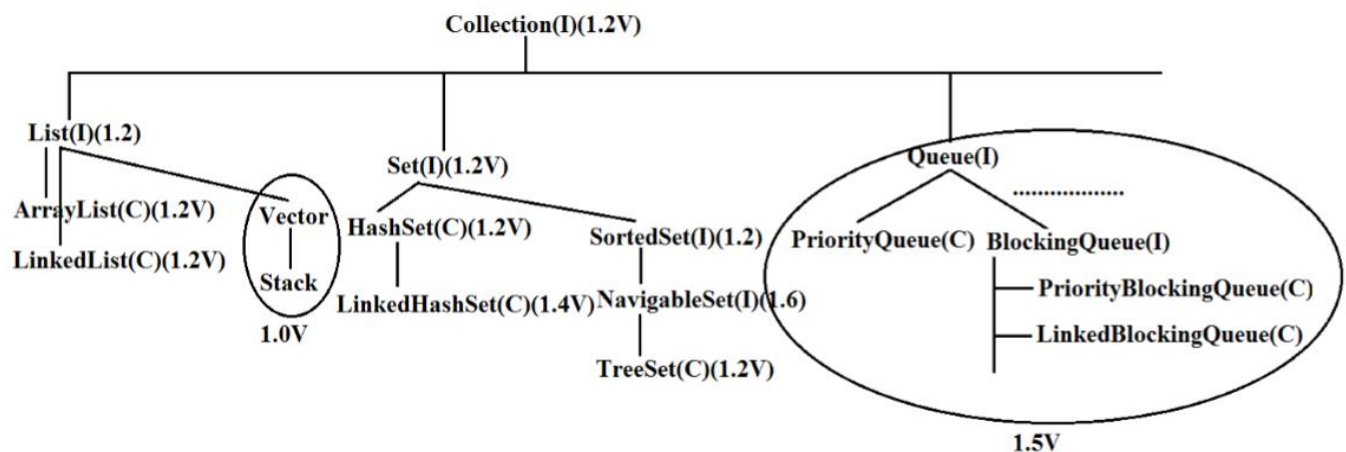 Collection(I)(1.2V)
List(I)(1.2)
ArrayList(C)(1.2V)
LinkedList(C)(1.2V)
Vector
Stack
1.0V
Set(I)(1.2V)
HashSet(C)(1.2V)
LinkedHashSet(C)(1.4V)
SortedSet(I)(1.2)
NavigableSet(I)(1.6)
TreeSet(C)(1.2V)
Queue(I)
..................
PriorityQueue(C)
BlockingQueue(I)
PriorityBlockingQueue(C)
LinkedBlockingQueue(C)
1.5V